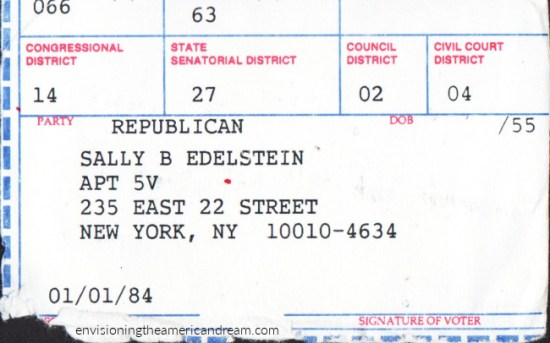 066 63
CONGRESSIONAL DISTRICT STATE SENATORIAL DISTRICT COUNCIL DISTRICT CIVIL COURT DISTRICT
14 27 02 04
PARTY REPUBLICAN DOB /55
SALLY B EDELSTEIN
APT 5V
235 EAST 22 STREET
NEW YORK, NY 10010-4634
01/01/84
envisioningtheamericandream.com SIGNATURE OF VOTER